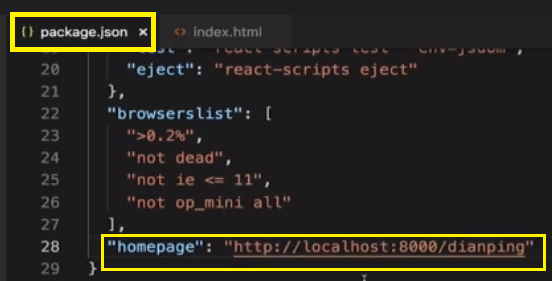 {} package.json × <> index.html
"test": "react-scripts test --env=jsdom",
20 "eject": "react-scripts eject"
21 },
22 "browserslist": [
23 ">0.2%",
24 "not dead",
25 "not ie <= 11",
26 "not op_mini all"
27 ],
28 "homepage": "http://localhost:8000/dianping"
29 }